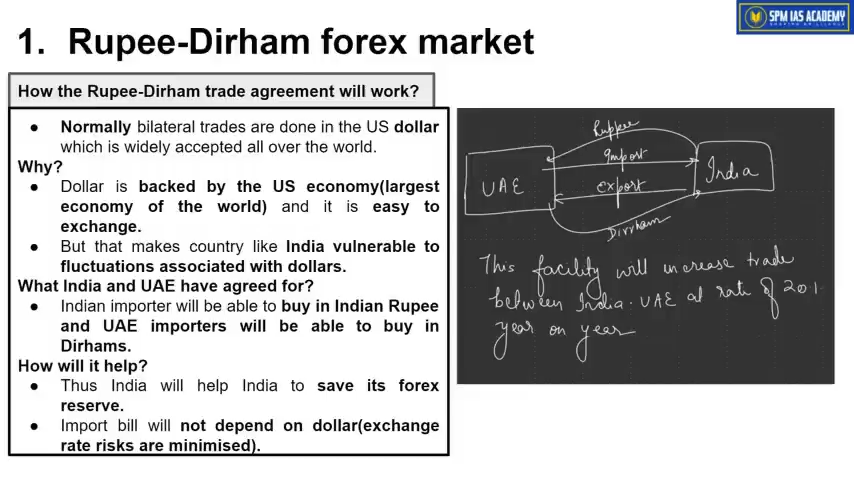 SPM IAS ACADEMY
1. Rupee-Dirham forex market
How the Rupee-Dirham trade agreement will work?
● Normally bilateral trades are done in the US dollar
which is widely accepted all over the world.
Why?
● Dollar is backed by the US economy(largest
economy of the world) and it is easy to
exchange.
● But that makes country like India vulnerable to
fluctuations associated with dollars.
What India and UAE have agreed for?
● Indian importer will be able to buy in Indian Rupee
and UAE importers will be able to buy in
Dirhams.
How will it help?
● Thus India will help India to save its forex
reserve.
● Import bill will not depend on dollar(exchange
rate risks are minimised).
Ruppee
Import
UAE
export
India
Dirrham
This facility will increase trade
between India. UAE at rate of
year on year